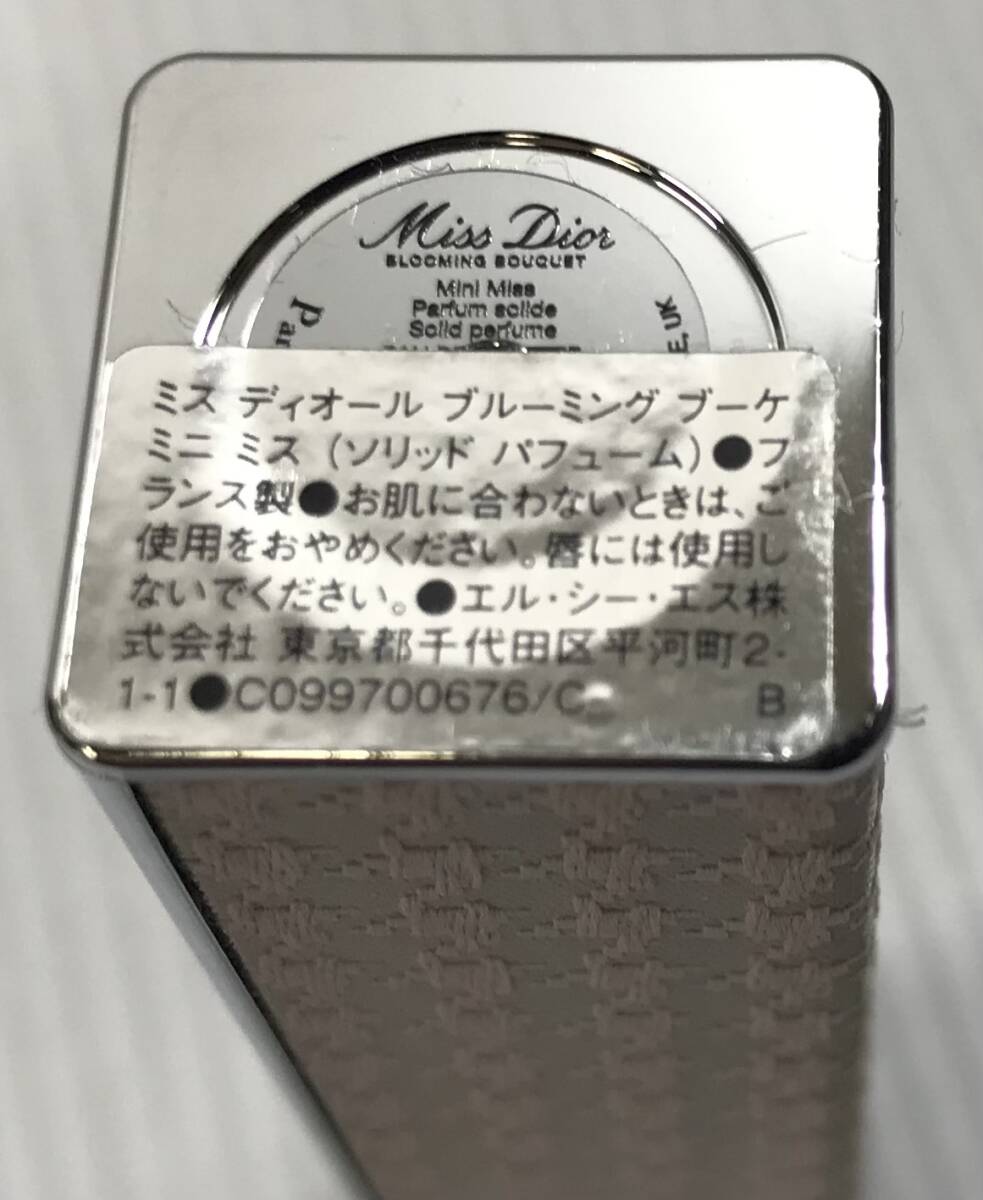 Miss Dior
BLOOMING BOUQUET
Mini Miss
Parfum solide
Solid perfume
ミス ディオール ブルーミング ブーケ
ミニ ミス (ソリッド パフューム)●フ
ランス製●お肌に合わないときは、ご
使用をおやめください。唇には使用し
ないでください。●エル・シー・エス株
式会社 東京都千代田区平河町2-
1-1●C099700676/C B